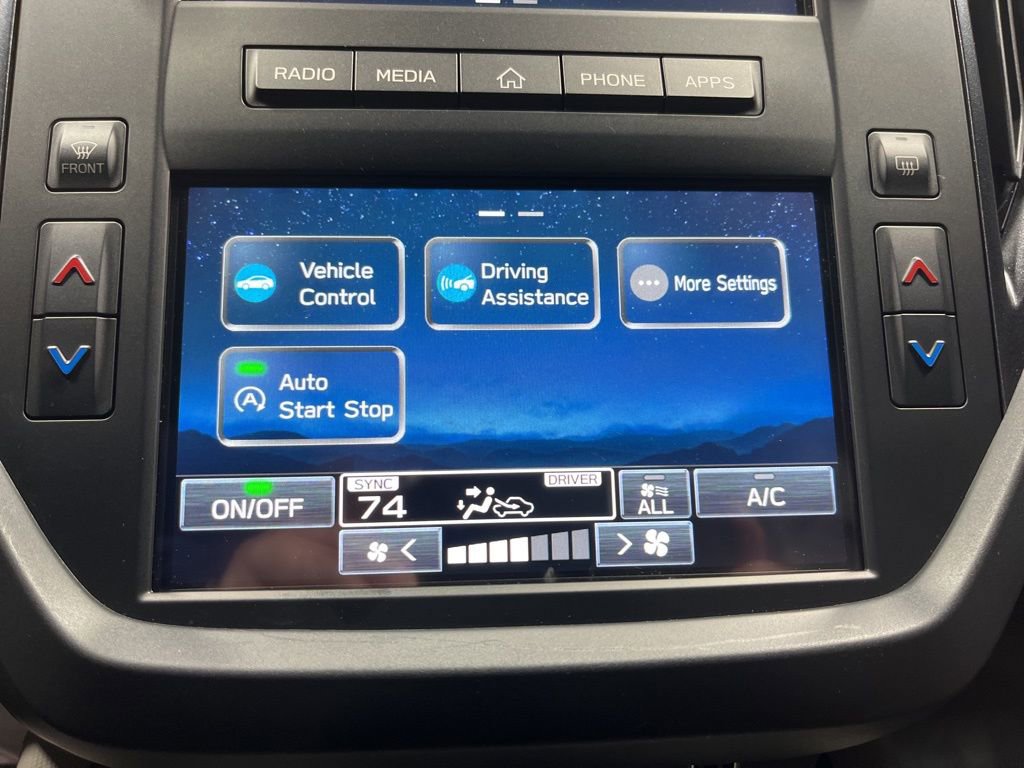 RADIO MEDIA PHONE APPS
FRONT
Vehicle
Control
Driving
Assistance
More Settings
A
Auto
Start Stop
ON/OFF
SYNC
74
DRIVER
ALL
A/C